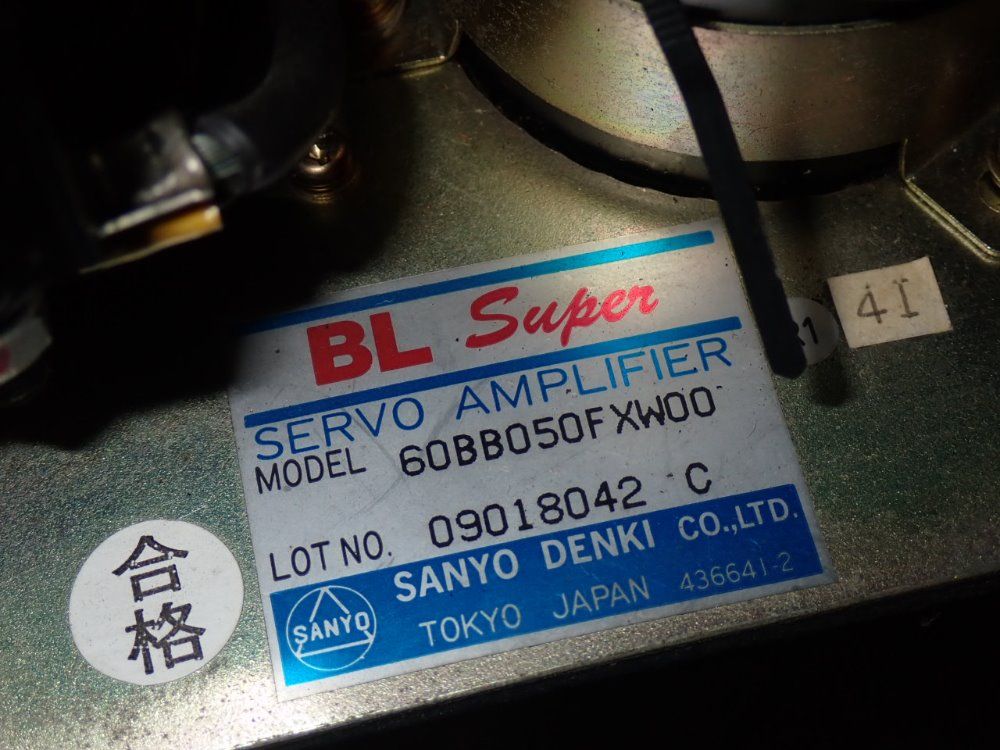 BL Super
SERVO AMPLIFIER
MODEL 60BB050FXW00
LOT NO. 09018042 C
SANYO DENKI CO.,LTD.
TOKYO JAPAN 436641-2
SANYO
合格
4I